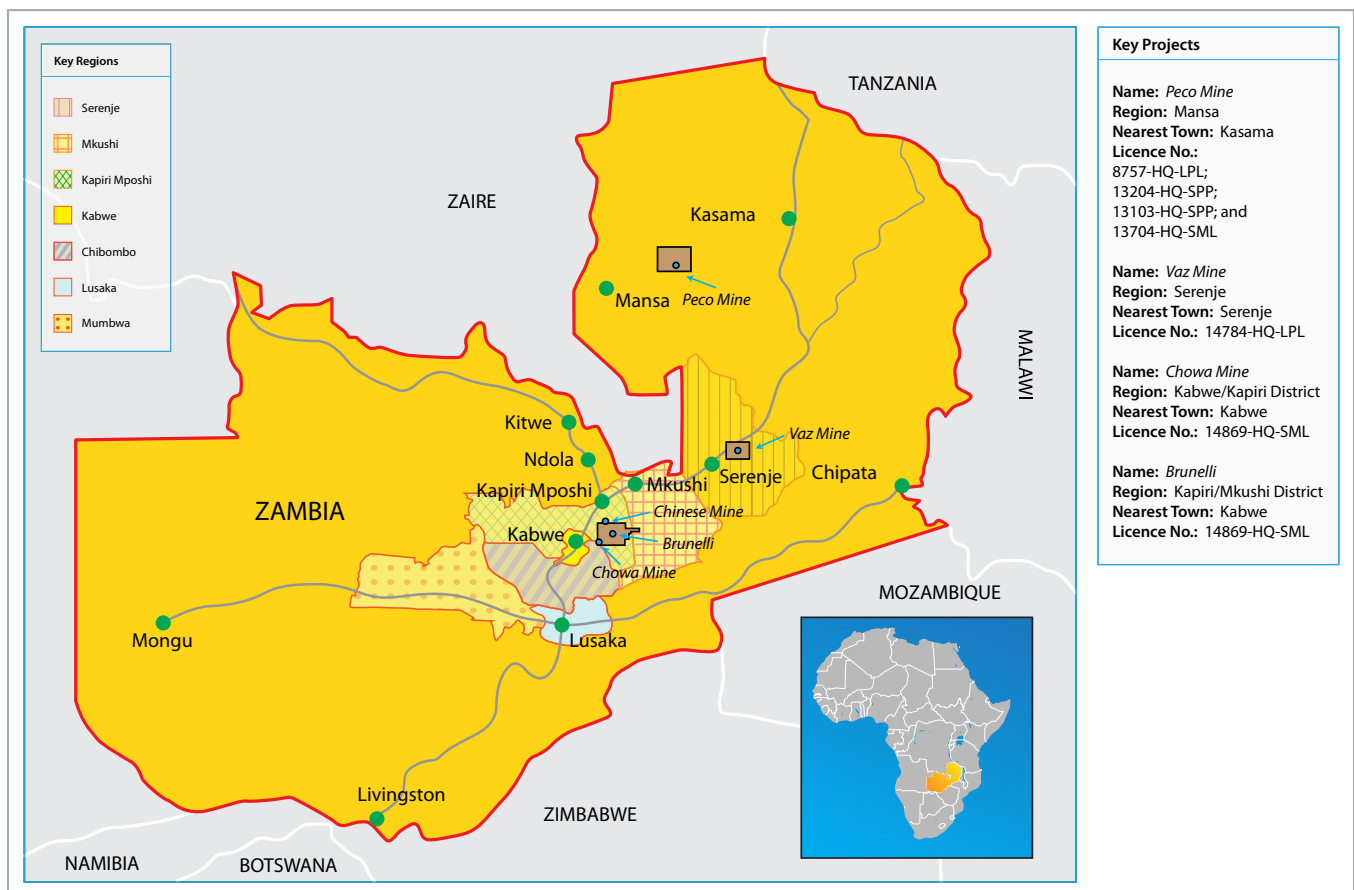 Key Regions
Serenje
Mkushi
Kapiri Mposhi
Kabwe
Chibombo
Lusaka
Mumbwa
TANZANIA
ZAIRE
Kasama
Mansa
Peco Mine
MALAWI
Kitwe
Ndola
Vaz Mine
Serenje
Chipata
Mkushi
Kapiri Mposhi
ZAMBIA
Chinese Mine
Kabwe
Brunelli
Chowa Mine
MOZAMBIQUE
Mongu
Lusaka
Livingston
ZIMBABWE
NAMIBIA
BOTSWANA
Key Projects
Name: Peco Mine
Region: Mansa
Nearest Town: Kasama
Licence No.:
8757-HQ-LPL;
13204-HQ-SPP;
13103-HQ-SPP; and
13704-HQ-SML
Name: Vaz Mine
Region: Serenje
Nearest Town: Serenje
Licence No.: 14784-HQ-LPL
Name: Chowa Mine
Region: Kabwe/Kapiri District
Nearest Town: Kabwe
Licence No.: 14869-HQ-SML
Name: Brunelli
Region: Kapiri/Mkushi District
Nearest Town: Kabwe
Licence No.: 14869-HQ-SML